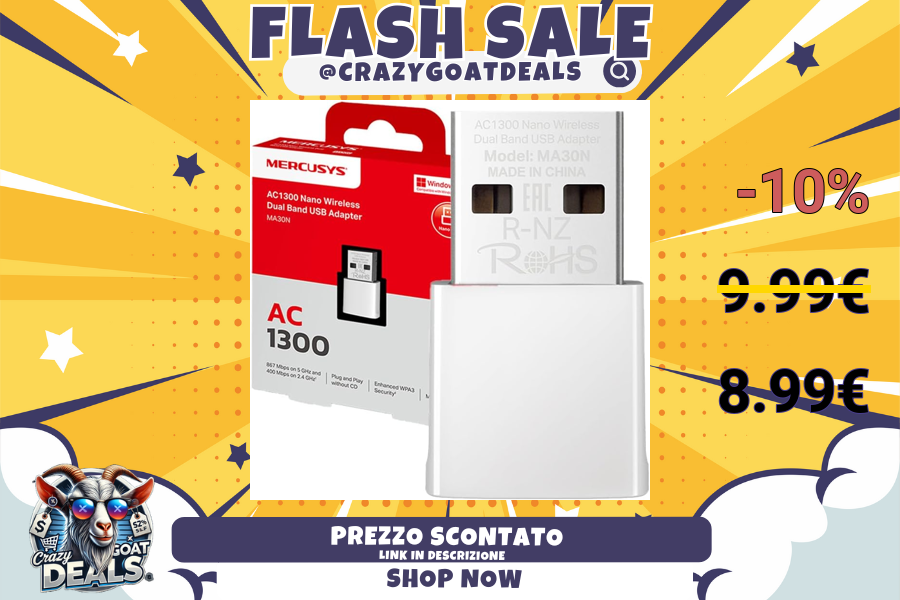 FLASH SALE
@CRAZYGOATDEALS
MERCUSYS
AC1300 Nano Wireless
Dual Band USB Adapter
MA30N
Windows
AC
1300
867 Mbps on 5 GHz and
400 Mbps on 2.4 GHz
Plug and Play
without CD
Enhanced WPA3
Security
AC1300 Nano Wireless
Dual Band USB Adapter
Model: MA30N
MADE IN CHINA
EAC
R-NZ
RoHS
-10%
9.99€
8.99€
$
52%
Crazy
GOAT
DEALS
PREZZO SCONTATO
LINK IN DESCRIZIONE
SHOP NOW